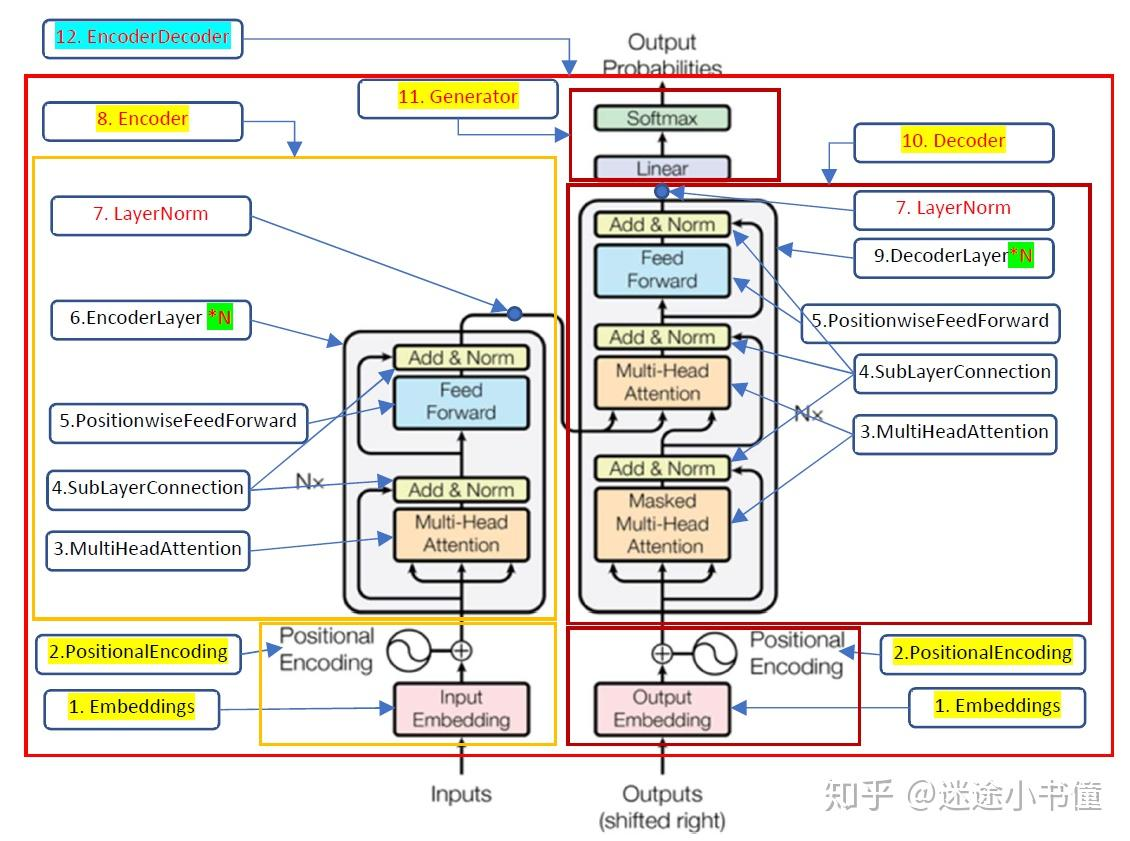 12. EncoderDecoder
Output
Probabilities
11. Generator
8. Encoder
Softmax
10. Decoder
Linear
7. LayerNorm
7. LayerNorm
Add & Norm
9.DecoderLayer*N
Feed
Forward
6.EncoderLayer *N
5.PositionwiseFeedForward
Add & Norm
Add & Norm
Multi-Head
Attention
4.SubLayerConnection
Feed
Forward
5.PositionwiseFeedForward
Nx
3.MultiHeadAttention
Add & Norm
4.SubLayerConnection
Nx
Add & Norm
Masked
Multi-Head
Attention
Multi-Head
Attention
3.MultiHeadAttention
Positional
Encoding
Positional
Encoding
2.PositionalEncoding
2.PositionalEncoding
1. Embeddings
Input
Embedding
Output
Embedding
1. Embeddings
Inputs
Outputs
(shifted right)
知乎 @迷途小书僮